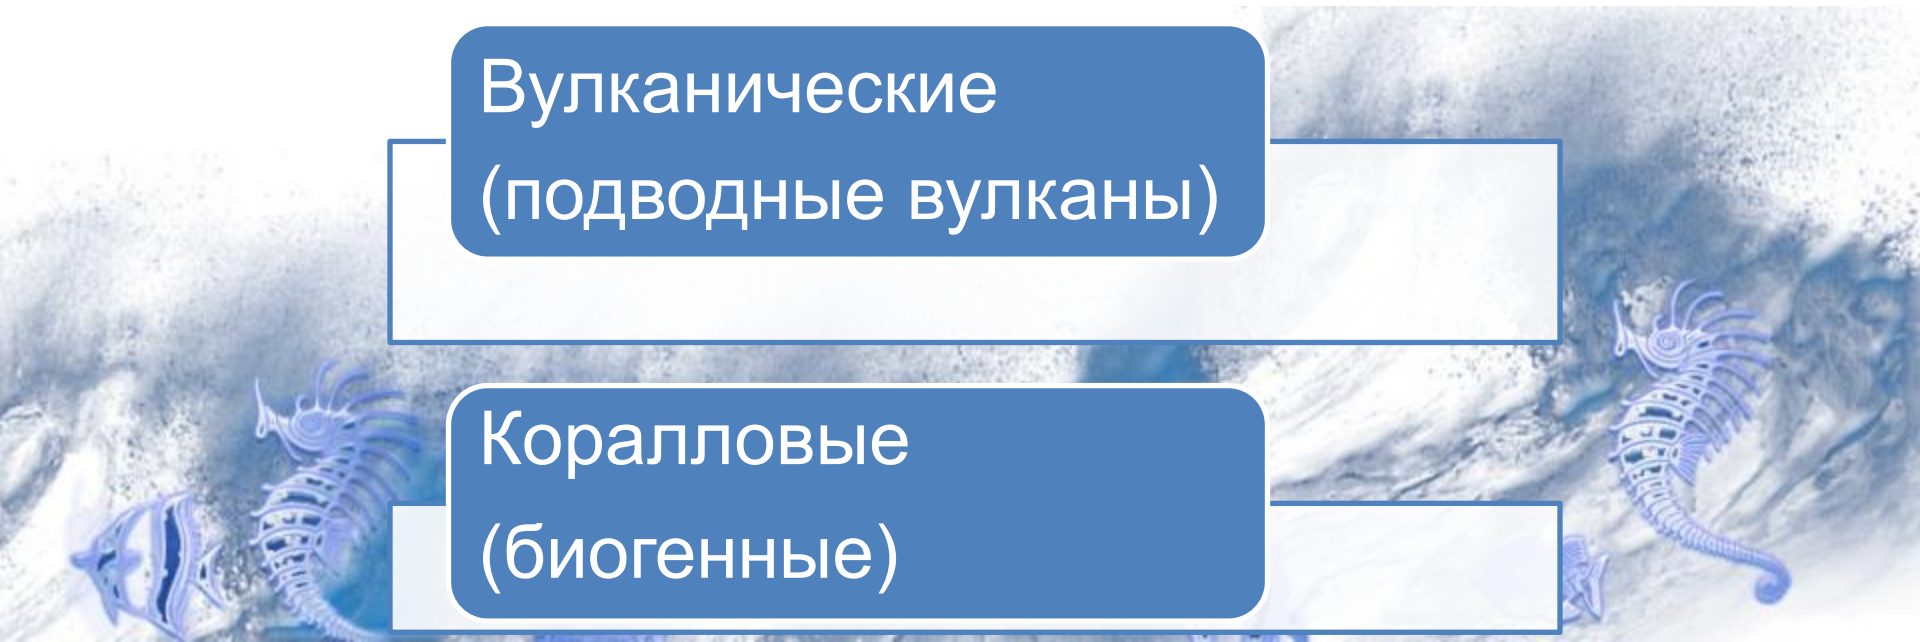 Вулканические
(подводные вулканы)
Коралловые
(биогенные)